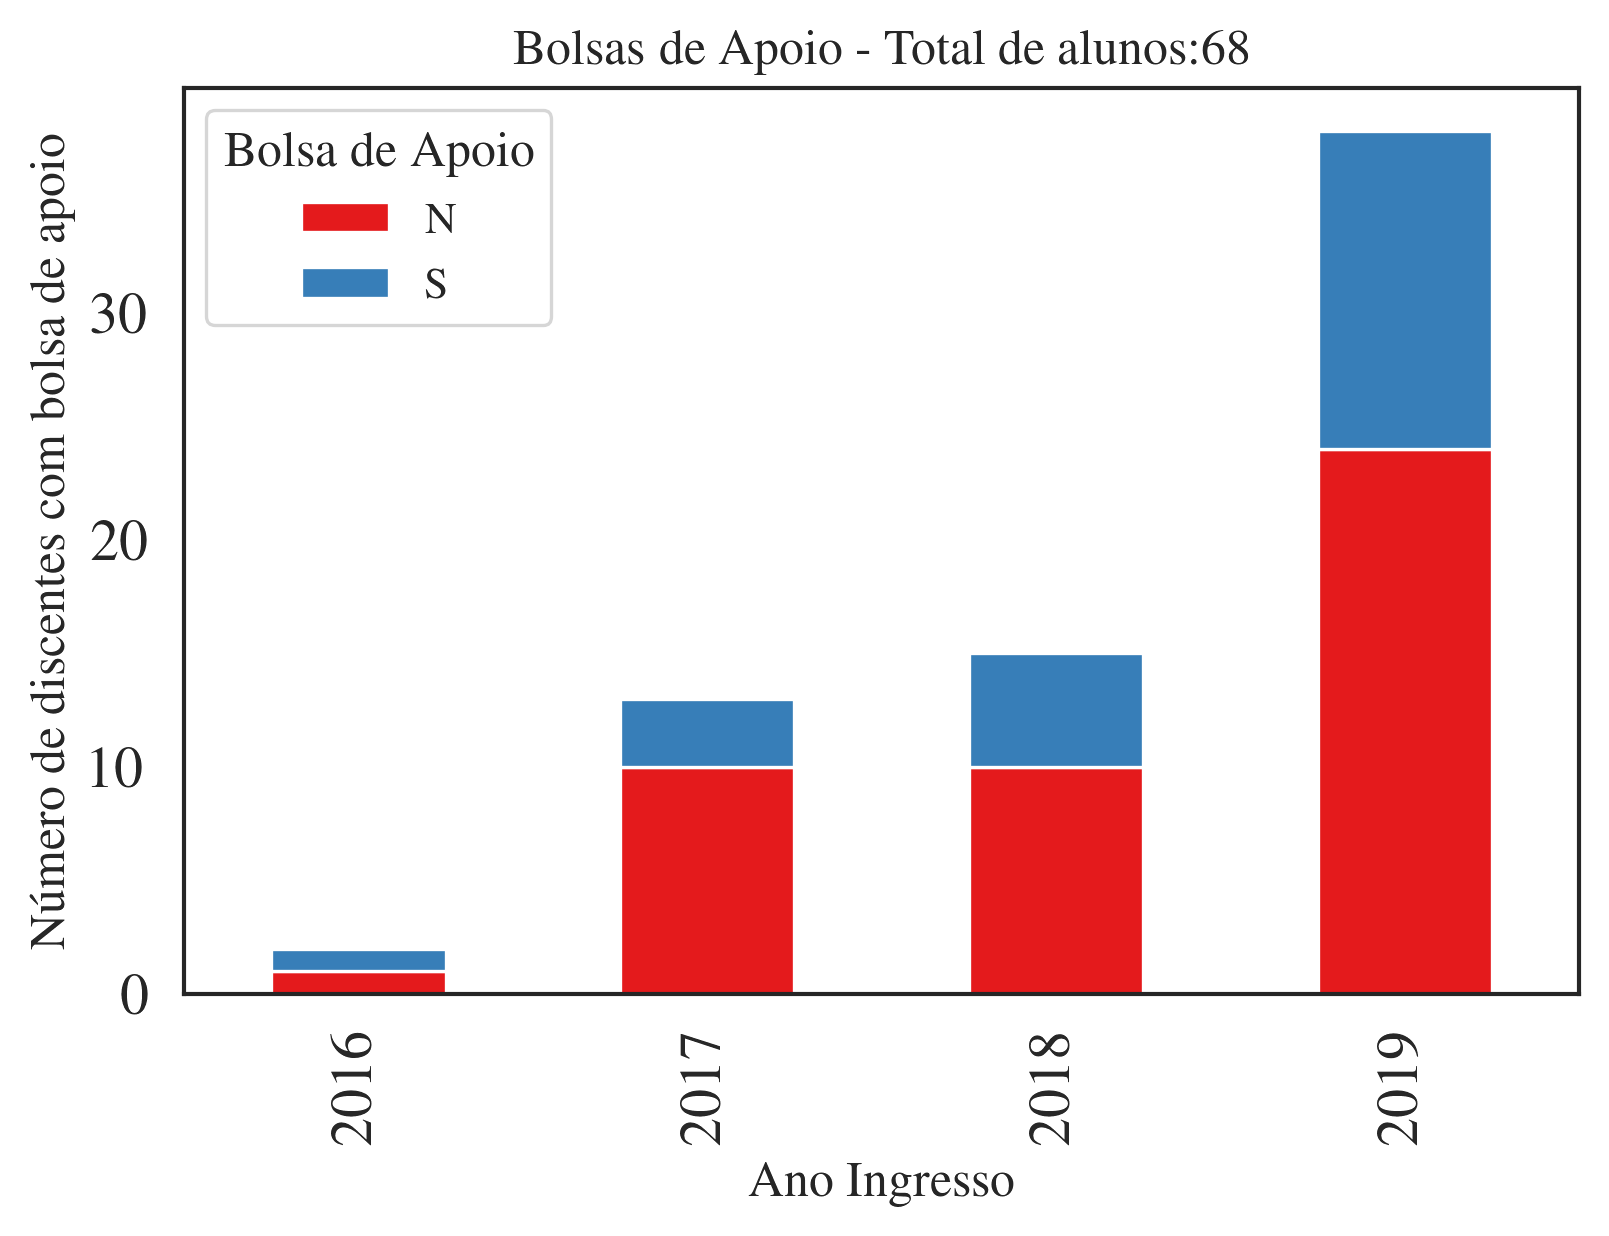 Bolsas de Apoio - Total de alunos:68
Bolsa de Apoio
N
S
Número de discentes com bolsa de apoio
30
20
10
0
2016
2017
2018
2019
Ano Ingresso